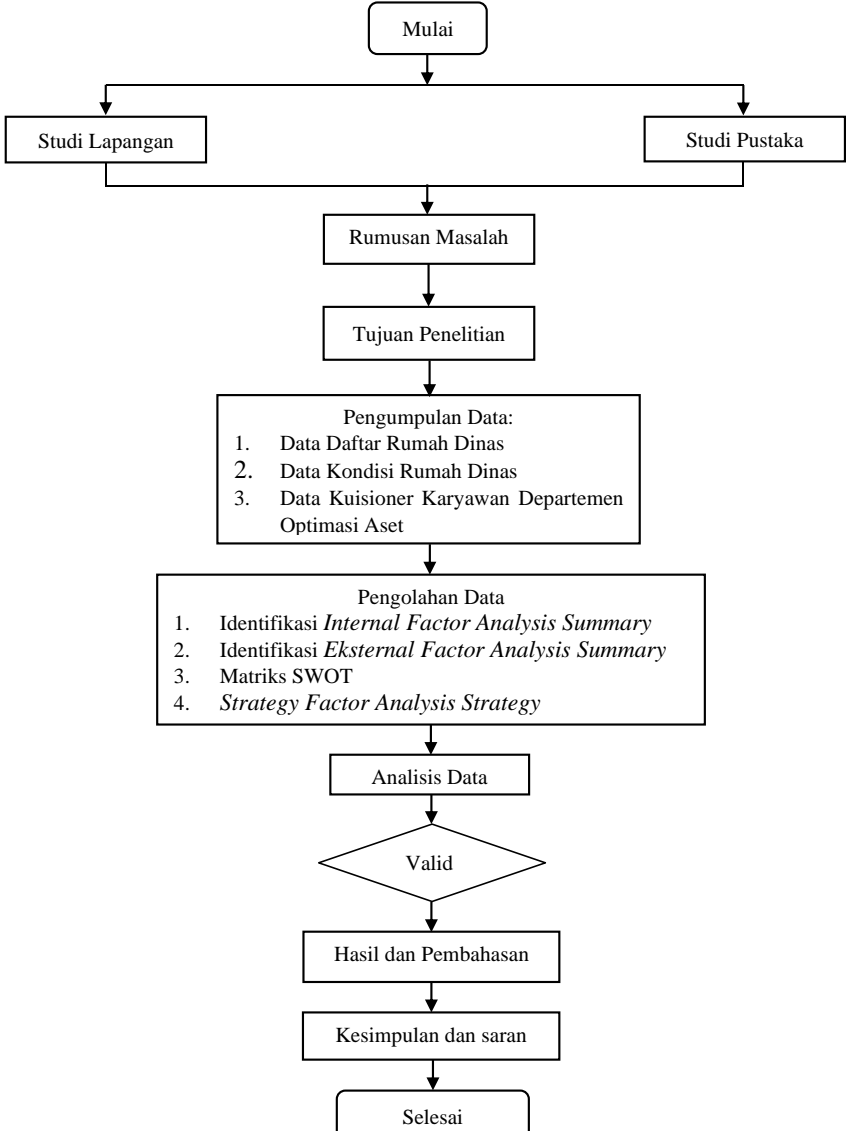 Mulai
Studi Lapangan
Studi Pustaka
Rumusan Masalah
Tujuan Penelitian
Pengumpulan Data:
1. Data Daftar Rumah Dinas
2. Data Kondisi Rumah Dinas
3. Data Kuisioner Karyawan Departemen
Optimasi Aset
Pengolahan Data
1. Identifikasi Internal Factor Analysis Summary
2. Identifikasi Eksternal Factor Analysis Summary
3. Matriks SWOT
4. Strategy Factor Analysis Strategy
Analisis Data
Valid
Hasil dan Pembahasan
Kesimpulan dan saran
Selesai